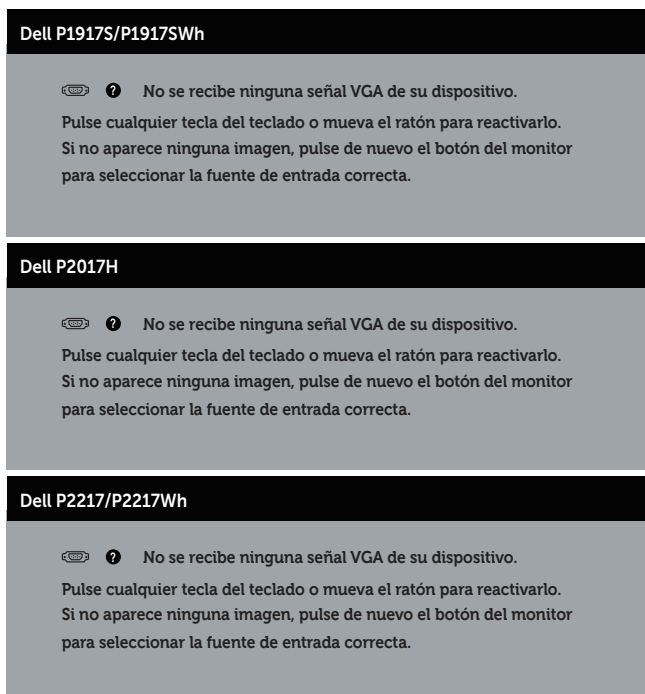 Dell P1917S/P1917SWh
No se recibe ninguna señal VGA de su dispositivo.
Pulse cualquier tecla del teclado o mueva el ratón para reactivarlo.
Si no aparece ninguna imagen, pulse de nuevo el botón del monitor
para seleccionar la fuente de entrada correcta.
Dell P2017H
No se recibe ninguna señal VGA de su dispositivo.
Pulse cualquier tecla del teclado o mueva el ratón para reactivarlo.
Si no aparece ninguna imagen, pulse de nuevo el botón del monitor
para seleccionar la fuente de entrada correcta.
Dell P2217/P2217Wh
No se recibe ninguna señal VGA de su dispositivo.
Pulse cualquier tecla del teclado o mueva el ratón para reactivarlo.
Si no aparece ninguna imagen, pulse de nuevo el botón del monitor
para seleccionar la fuente de entrada correcta.